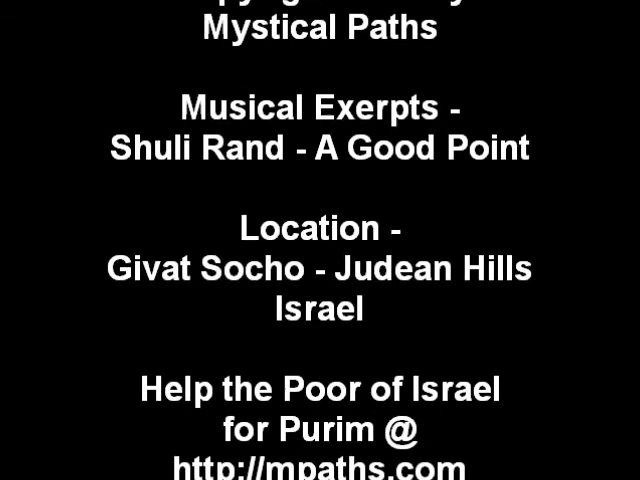 Mystical Paths
Musical Exerpts -
Shuli Rand - A Good Point
Location -
Givat Socho - Judean Hills
Israel
Help the Poor of Israel
for Purim @
http://mpaths.com